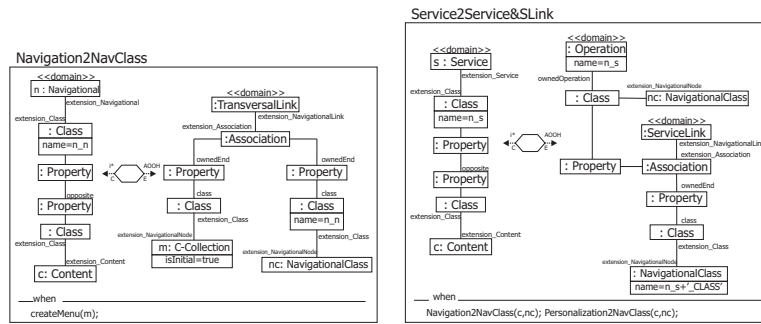 Navigation2NavClass
<<domain>>
n : Navigational
extension_Navigational
extension_Class
: Class
name=n_n
: Property
opposite
: Property
: Class
extension_Class
extension_Content
c: Content
i*
C
AOOH
E
<<domain>>
:TransversalLink
extension_NavigationalLink
extension_Association
:Association
ownedEnd
: Property
class
: Class
extension_Class
extension_NavigationalNode
m: C-Collection
isInitial=true
ownedEnd
: Property
class
: Class
name=n_n
extension_Class
extension_NavigationalNode
nc: NavigationalClass
when
createMenu(m);
Service2Service&SLink
<<domain>>
s : Service
extension_Service
extension_Class
: Class
name=n_s
: Property
: Property
: Class
extension_Class
extension_Content
c: Content
i*
C
AOOH
E
<<domain>>
: Operation
name=n_s
ownedOperation
: Class
extension_NavigationalNode
nc: NavigationalClass
<<domain>>
:ServiceLink
extension_NavigationalLink
extension_Association
: Property
:Association
ownedEnd
: Property
class
: Class
extension_Class
extension_NavigationalNode
: NavigationalClass
name=n_s+'_CLASS'
when
Navigation2NavClass(c,nc); Personalization2NavClass(c,nc);